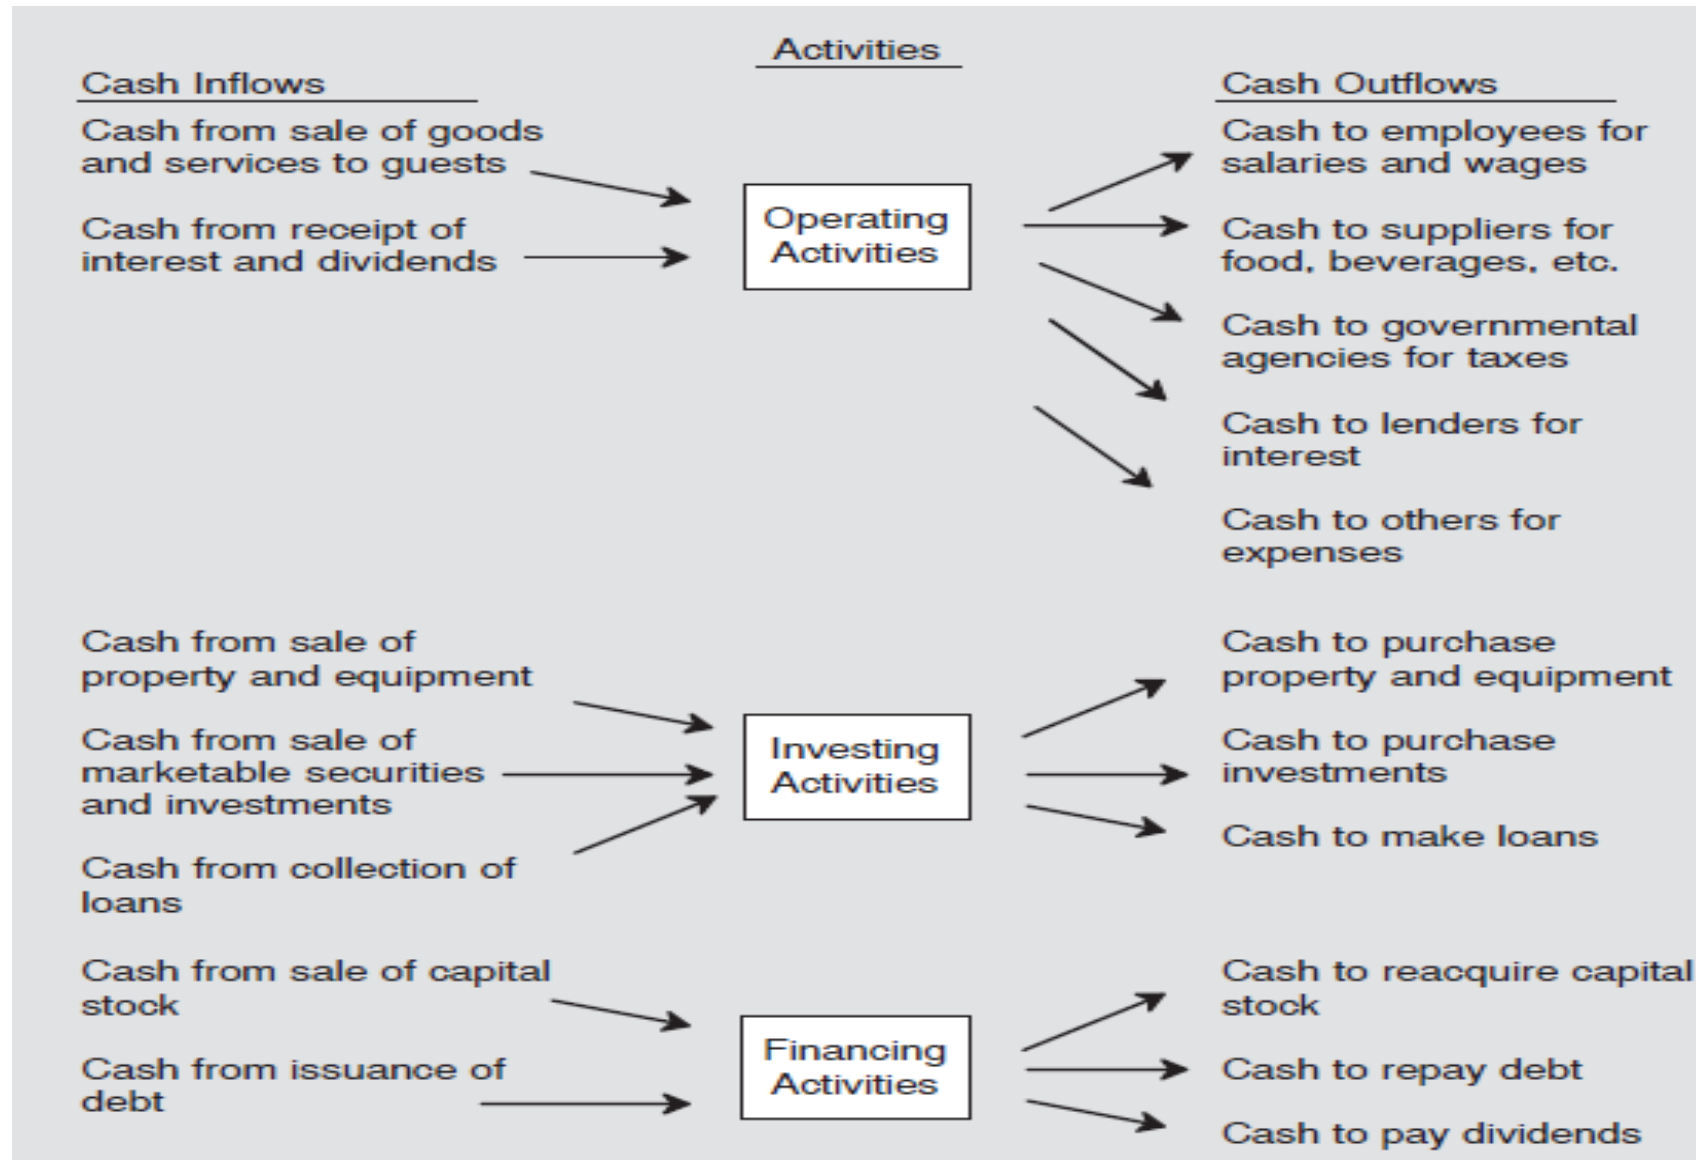 Activities
Cash Inflows
Cash Outflows
Cash from sale of goods
and services to guests
Cash from receipt of
interest and dividends
Operating
Activities
Cash to employees for
salaries and wages
Cash to suppliers for
food, beverages, etc.
Cash to governmental
agencies for taxes
Cash to lenders for
interest
Cash to others for
expenses
Cash from sale of
property and equipment
Cash from sale of
marketable securities
and investments
Cash from collection of
loans
Investing
Activities
Cash to purchase
property and equipment
Cash to purchase
investments
Cash to make loans
Cash from sale of capital
stock
Cash from issuance of
debt
Financing
Activities
Cash to reacquire capital
stock
Cash to repay debt
Cash to pay dividends